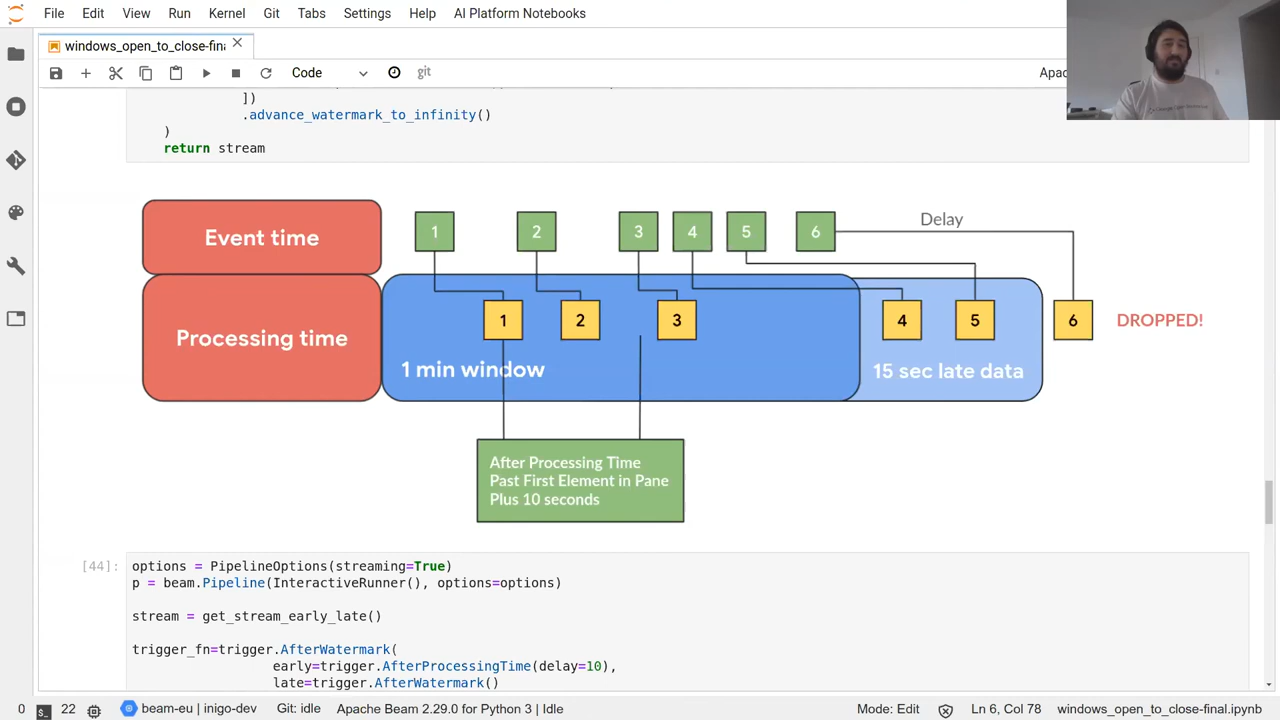 File Edit View Run Kernel Git Tabs Settings Help AI Platform Notebooks
windows_open_to_close-fina
Code git Apac
])
.advance_watermark_to_infinity()
)
return stream
Event time 1 2 3 4 5 6 Delay
Processing time 1 2 3 4 5 6 DROPPED!
1 min window 15 sec late data
After Processing Time
Past First Element in Pane
Plus 10 seconds
[44]: options = PipelineOptions(streaming=True)
p = beam.Pipeline(InteractiveRunner(), options=options)
stream = get_stream_early_late()
trigger_fn=trigger.AfterWatermark(
early=trigger.AfterProcessingTime(delay=10),
late=trigger.AfterWatermark()
0 $_ 22 beam-eu | inigo-dev Git: idle Apache Beam 2.29.0 for Python 3 | Idle Mode: Edit Ln 6, Col 78 windows_open_to_close-final.ipynb